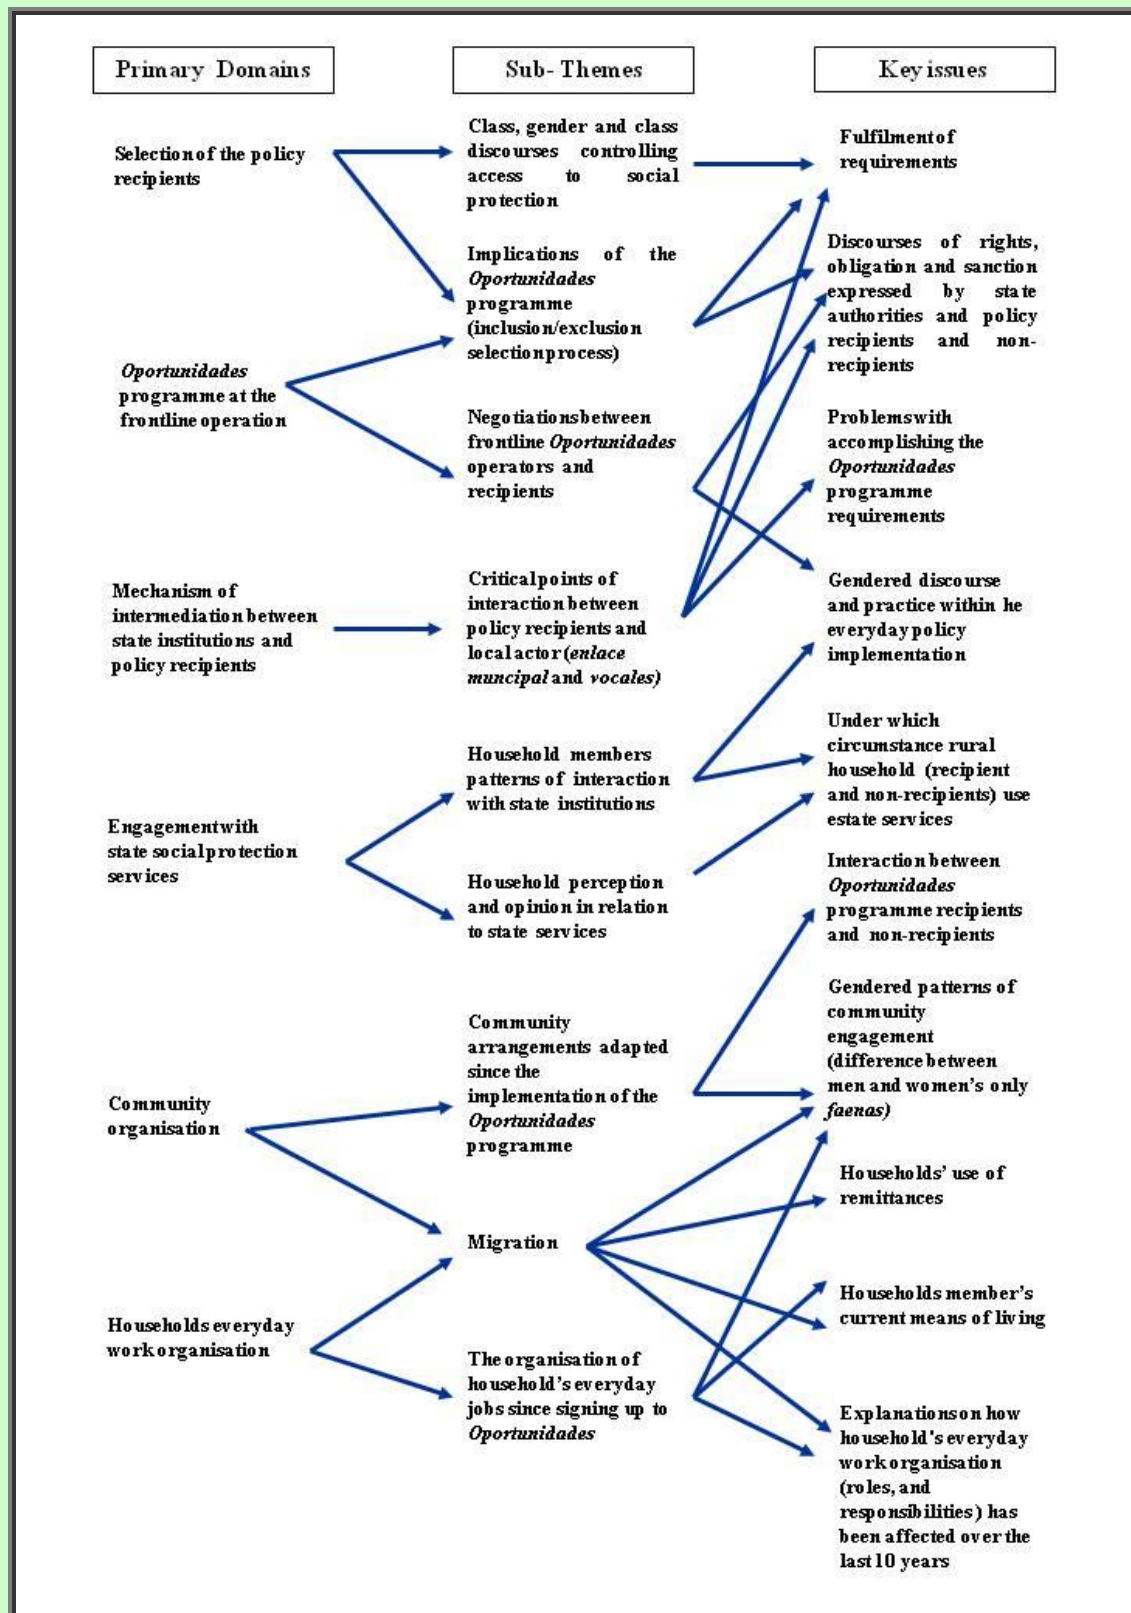 Primary Domains
Sub- Themes
Key issues
Selection of the policy
recipients
Oportunidades
programme at the
frontline operation
Mechanism of
intermediation between
state institutions and
policy recipients
Engagement with
state social protection
services
Community
organisation
Households everyday
work organisation
Class, gender and class
discourses controlling
access to social
protection
Implications of the
Oportunidades
programme
(inclusion/exclusion
selection process)
Negotiations between
frontline Oportunidades
operators and
recipients
Critical points of
interaction between
policy recipients and
local actor (enlace
muncipal and vocales)
Household members
patterns of interaction
with state institutions
Household perception
and opinion in relation
to state services
Community
arrangements adapted
since the
implementation of the
Oportunidades
programme
Migration
The organisation of
household's everyday
jobs since signing up to
Oportunidades
Fulfilment of
requirements
Discourses of rights,
obligation and sanction
expressed by state
authorities and policy
recipients and non-
recipients
Problems with
accomplishing the
Oportunidades
programme
requirements
Gendered discourse
and practice within he
everyday policy
implementation
Under which
circumstance rural
household (recipient
and non-recipients) use
estate services
Interaction between
Oportunidades
programme recipients
and non-recipients
Gendered patterns of
community
engagement
(difference between
men and women's only
faenas)
Households' use of
remittances
Households member's
current means of living
Explanations on how
household's everyday
work organisation
(roles, and
responsibilities) has
been affected over the
last 10 years